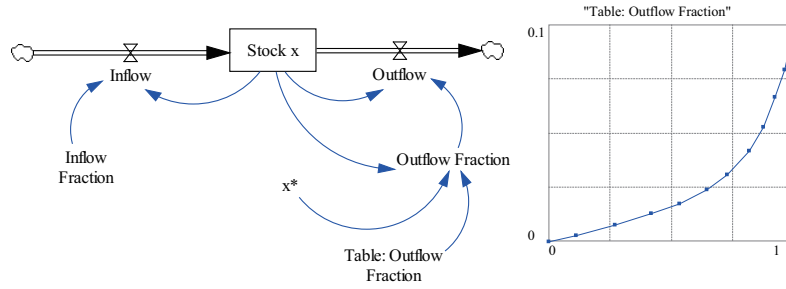 "Table: Outflow Fraction"
0.1
Stock x
Inflow
Outflow
Inflow
Fraction
Outflow Fraction
x*
Table: Outflow
Fraction
0
0
1